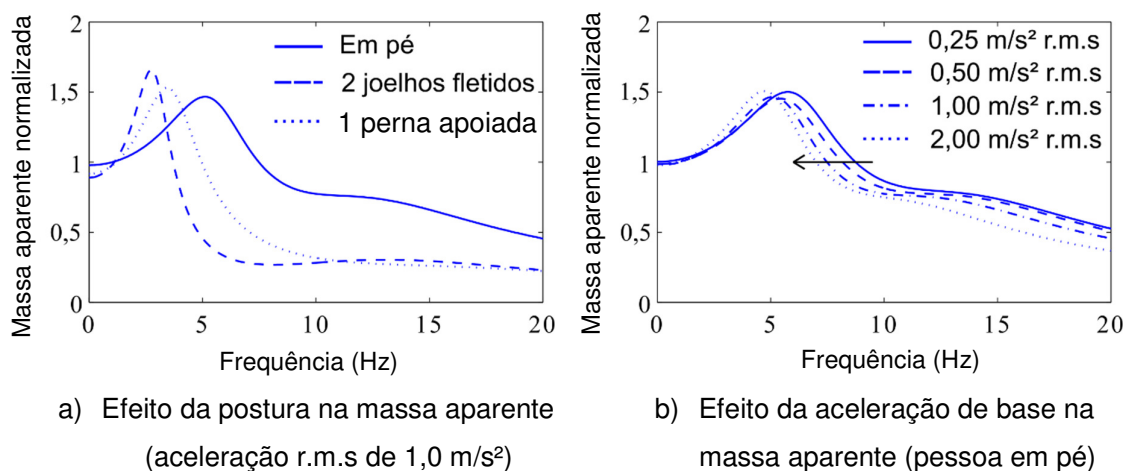 Massa aparente normalizada
2
1,5
1
0,5
0
0 5 10 15 20
Frequência (Hz)
Em pé
2 joelhos fletidos
1 perna apoiada
a) Efeito da postura na massa aparente
(aceleração r.m.s de 1,0 m/s²)
Massa aparente normalizada
2
1,5
1
0,5
0
0 5 10 15 20
Frequência (Hz)
0,25 m/s² r.m.s
0,50 m/s² r.m.s
1,00 m/s² r.m.s
2,00 m/s² r.m.s
b) Efeito da aceleração de base na
massa aparente (pessoa em pé)